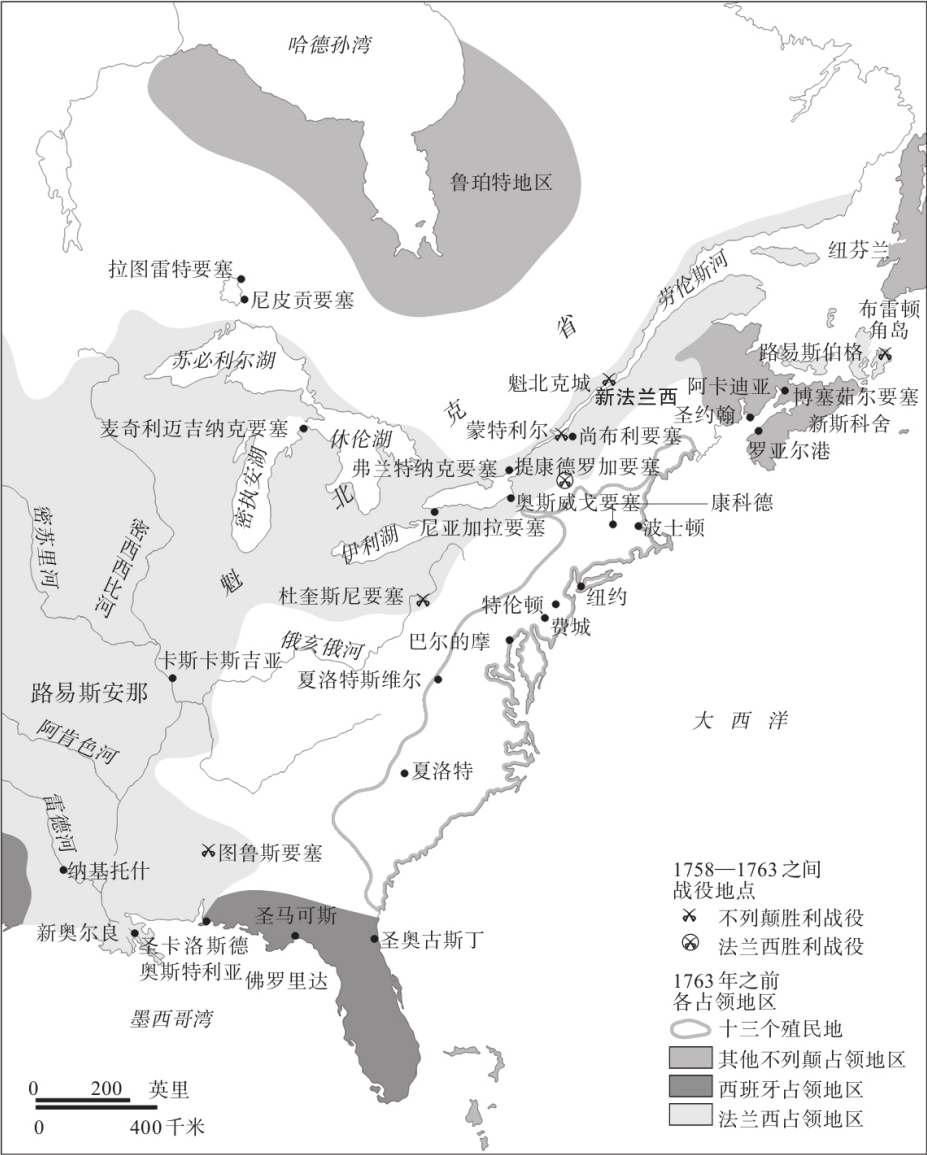 哈德孙湾
鲁珀特地区
纽芬兰
劳伦斯河
拉图雷特要塞
尼皮贡要塞
布雷顿
角岛
省
苏必利尔湖
路易斯伯格
魁北克城
新法兰西
阿卡迪亚
博塞茹尔要塞
克
圣约翰
新斯科舍
麦奇利迈吉纳克要塞
休伦湖
蒙特利尔
尚布利要塞
罗亚尔港
弗兰特纳克要塞
提康德罗加要塞
密执安湖
北
奥斯威戈要塞
康科德
密苏里河
密西西比河
尼亚加拉要塞
波士顿
伊利湖
魁
杜奎斯尼要塞
特伦顿
纽约
费城
俄亥俄河
巴尔的摩
卡斯卡斯吉亚
夏洛特斯维尔
路易斯安那
大西洋
阿肯色河
夏洛特
雷德河
图鲁斯要塞
纳基托什
圣马可斯
新奥尔良
圣卡洛斯德
奥斯特利亚
圣奥古斯丁
佛罗里达
墨西哥湾
1758—1763之间
战役地点
不列颠胜利战役
法兰西胜利战役
1763年之前
各占领地区
十三个殖民地
其他不列颠占领地区
西班牙占领地区
法兰西占领地区
0 200 英里
0 400千米